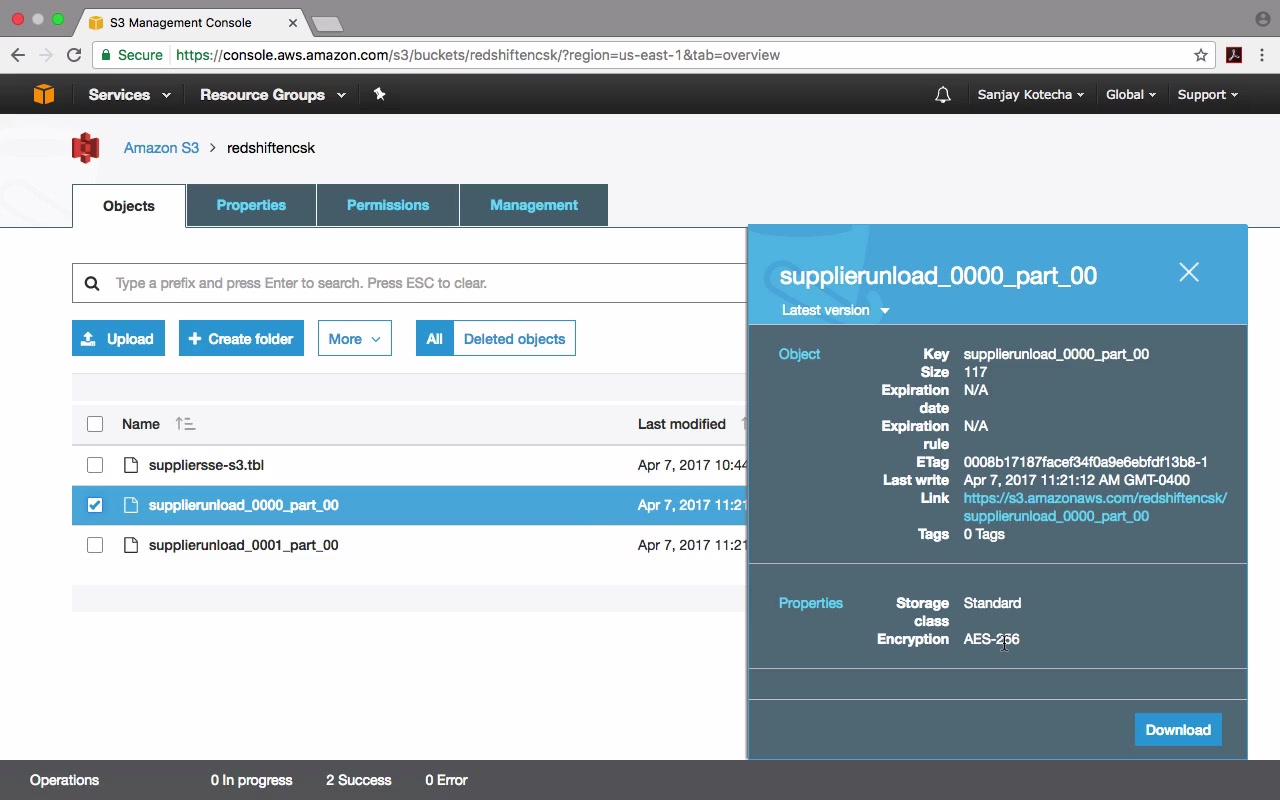 S3 Management Console
Secure https://console.aws.amazon.com/s3/buckets/redshiftencsk/?region=us-east-1&tab=overview
Services Resource Groups Sanjay Kotecha Global Support
Amazon S3 > redshiftencsk
Objects Properties Permissions Management
Type a prefix and press Enter to search. Press ESC to clear.
Upload + Create folder More All Deleted objects
Name Last modified
suppliersse-s3.tbl Apr 7, 2017 10:44
supplierunload_0000_part_00 Apr 7, 2017 11:21
supplierunload_0001_part_00 Apr 7, 2017 11:21
supplierunload_0000_part_00
Latest version
Object Key supplierunload_0000_part_00
Size 117
Expiration N/A
date
Expiration N/A
rule
ETag 0008b17187facef34f0a9e6ebfdf13b8-1
Last write Apr 7, 2017 11:21:12 AM GMT-0400
Link https://s3.amazonaws.com/redshiftencsk/
supplierunload_0000_part_00
Tags 0 Tags
Properties Storage Standard
class
Encryption AES-256
Download
Operations 0 In progress 2 Success 0 Error